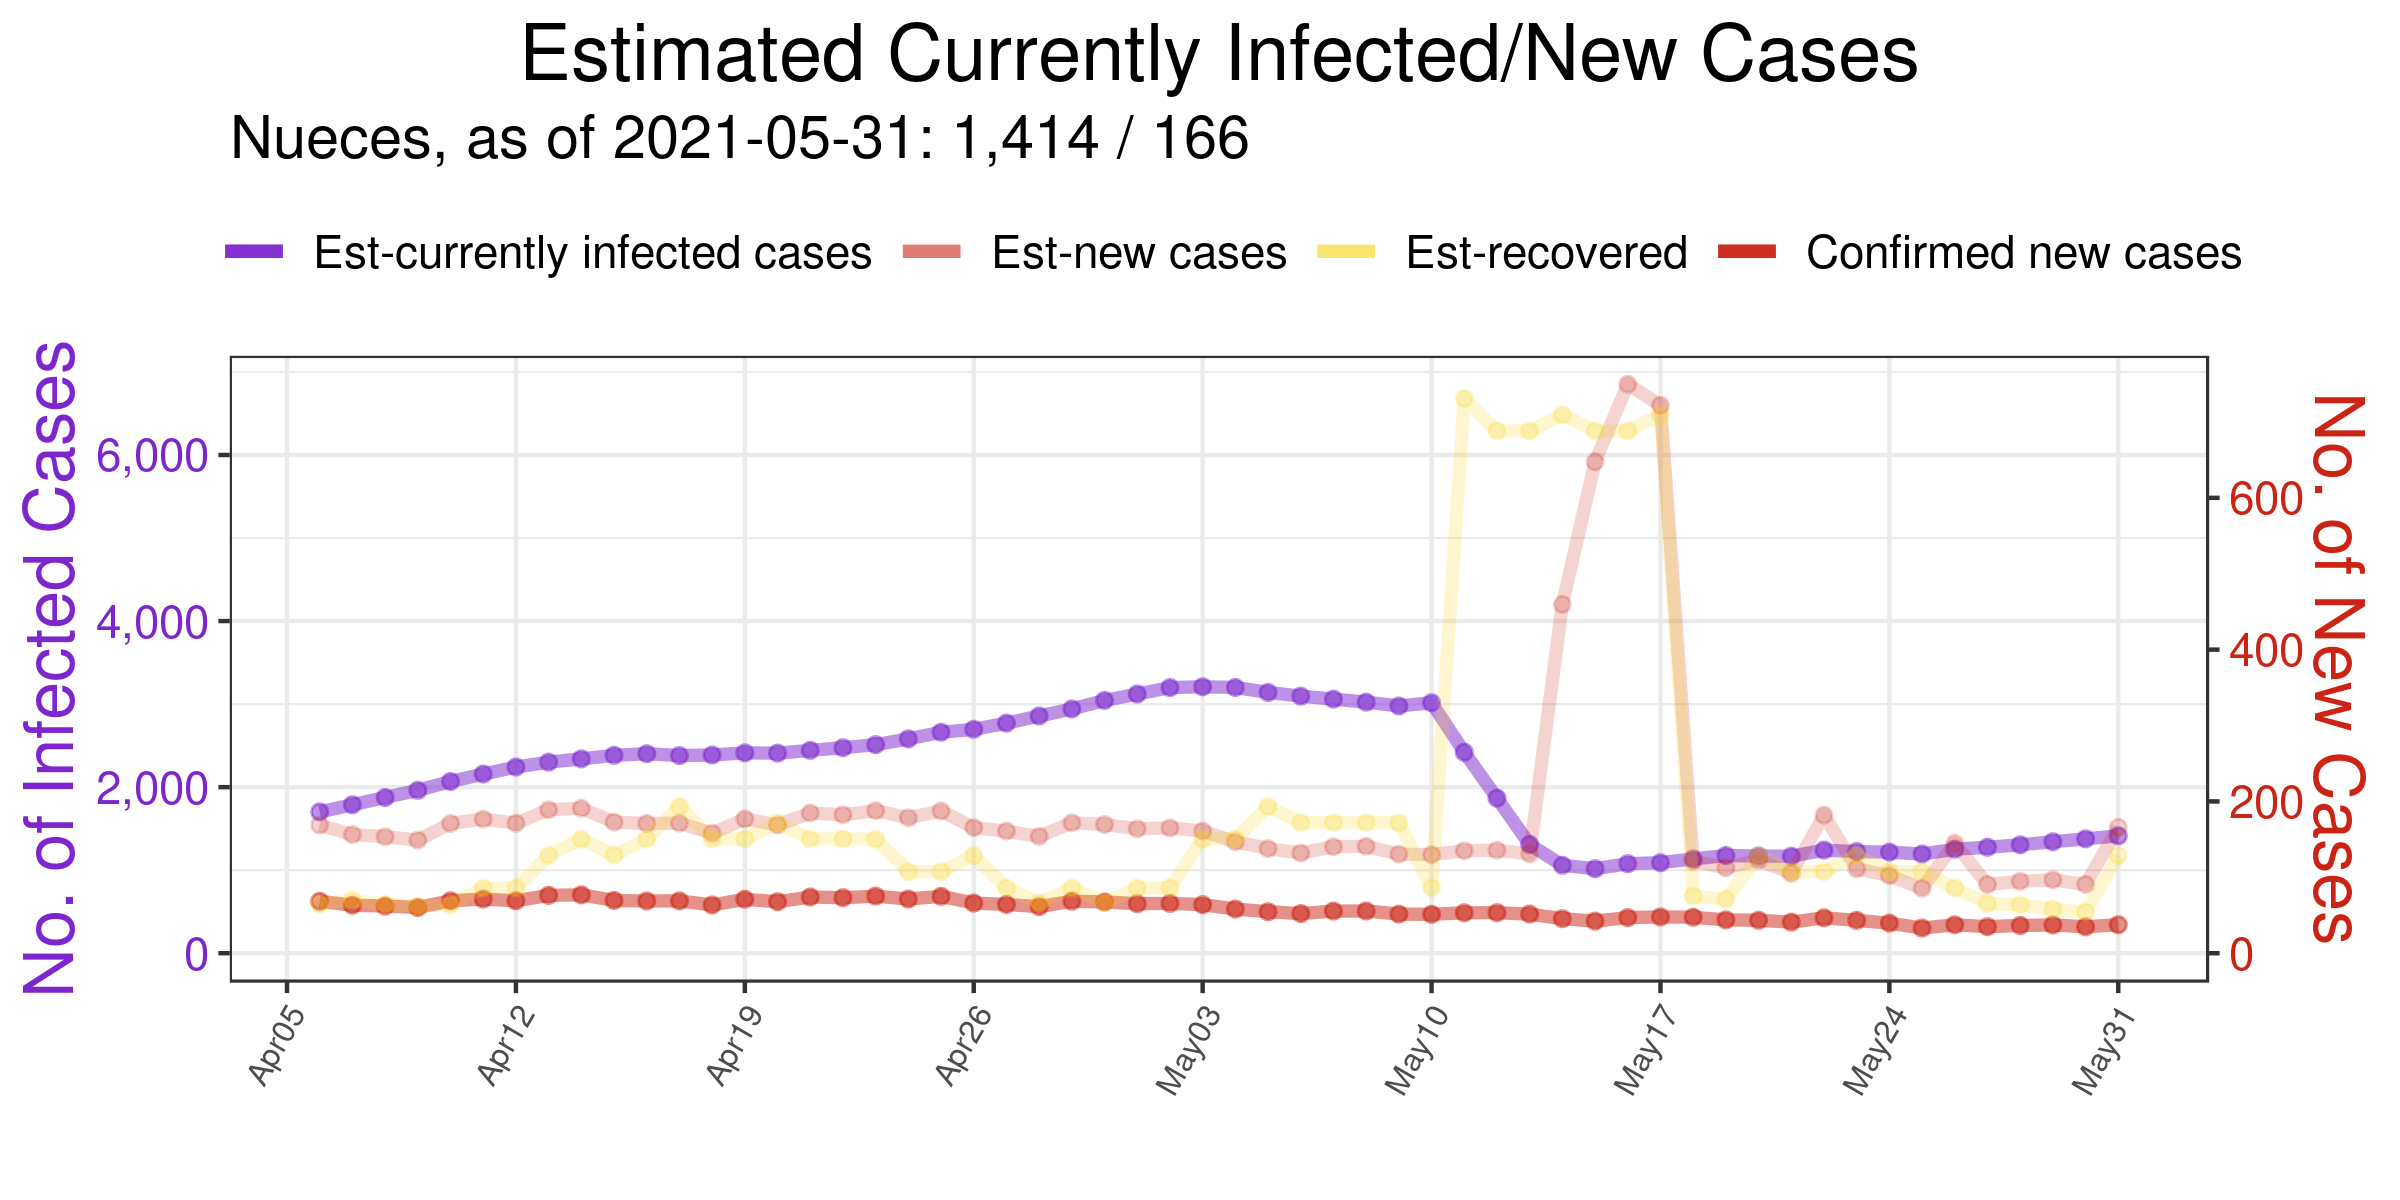 Estimated Currently Infected/New Cases
Nueces, as of 2021-05-31: 1,414 / 166
Est-currently infected cases Est-new cases Est-recovered Confirmed new cases
No. of Infected Cases
6,000
4,000
2,000
0
600
400
200
0
No. of New Cases
Apr05 Apr12 Apr19 Apr26 May03 May10 May17 May24 May31